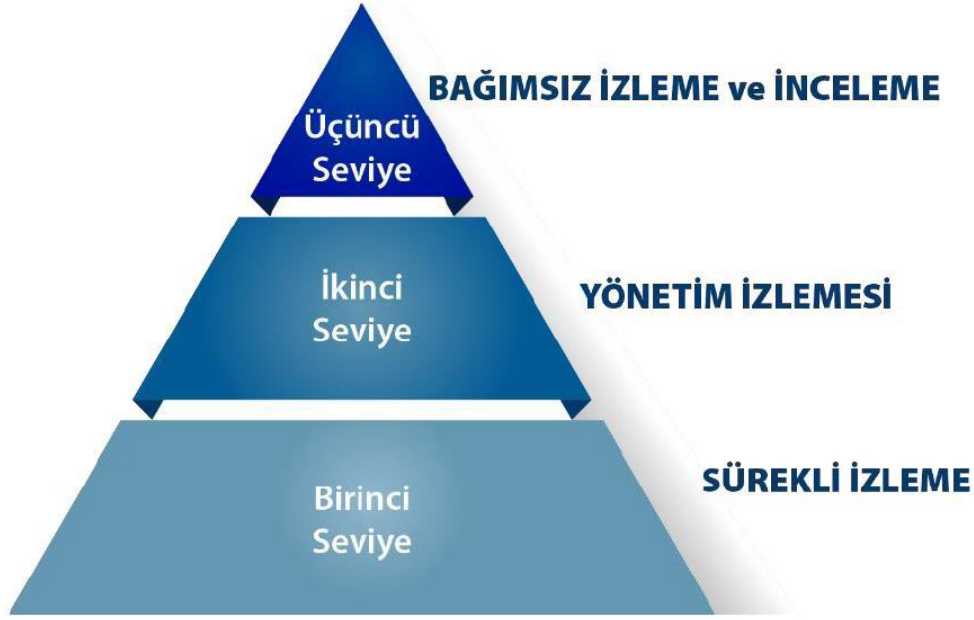 BAĞIMSIZ İZLEME ve İNCELEME
Üçüncü
Seviye
İkinci
Seviye
YÖNETİM İZLEMESİ
Birinci
Seviye
SÜREKLİ İZLEME